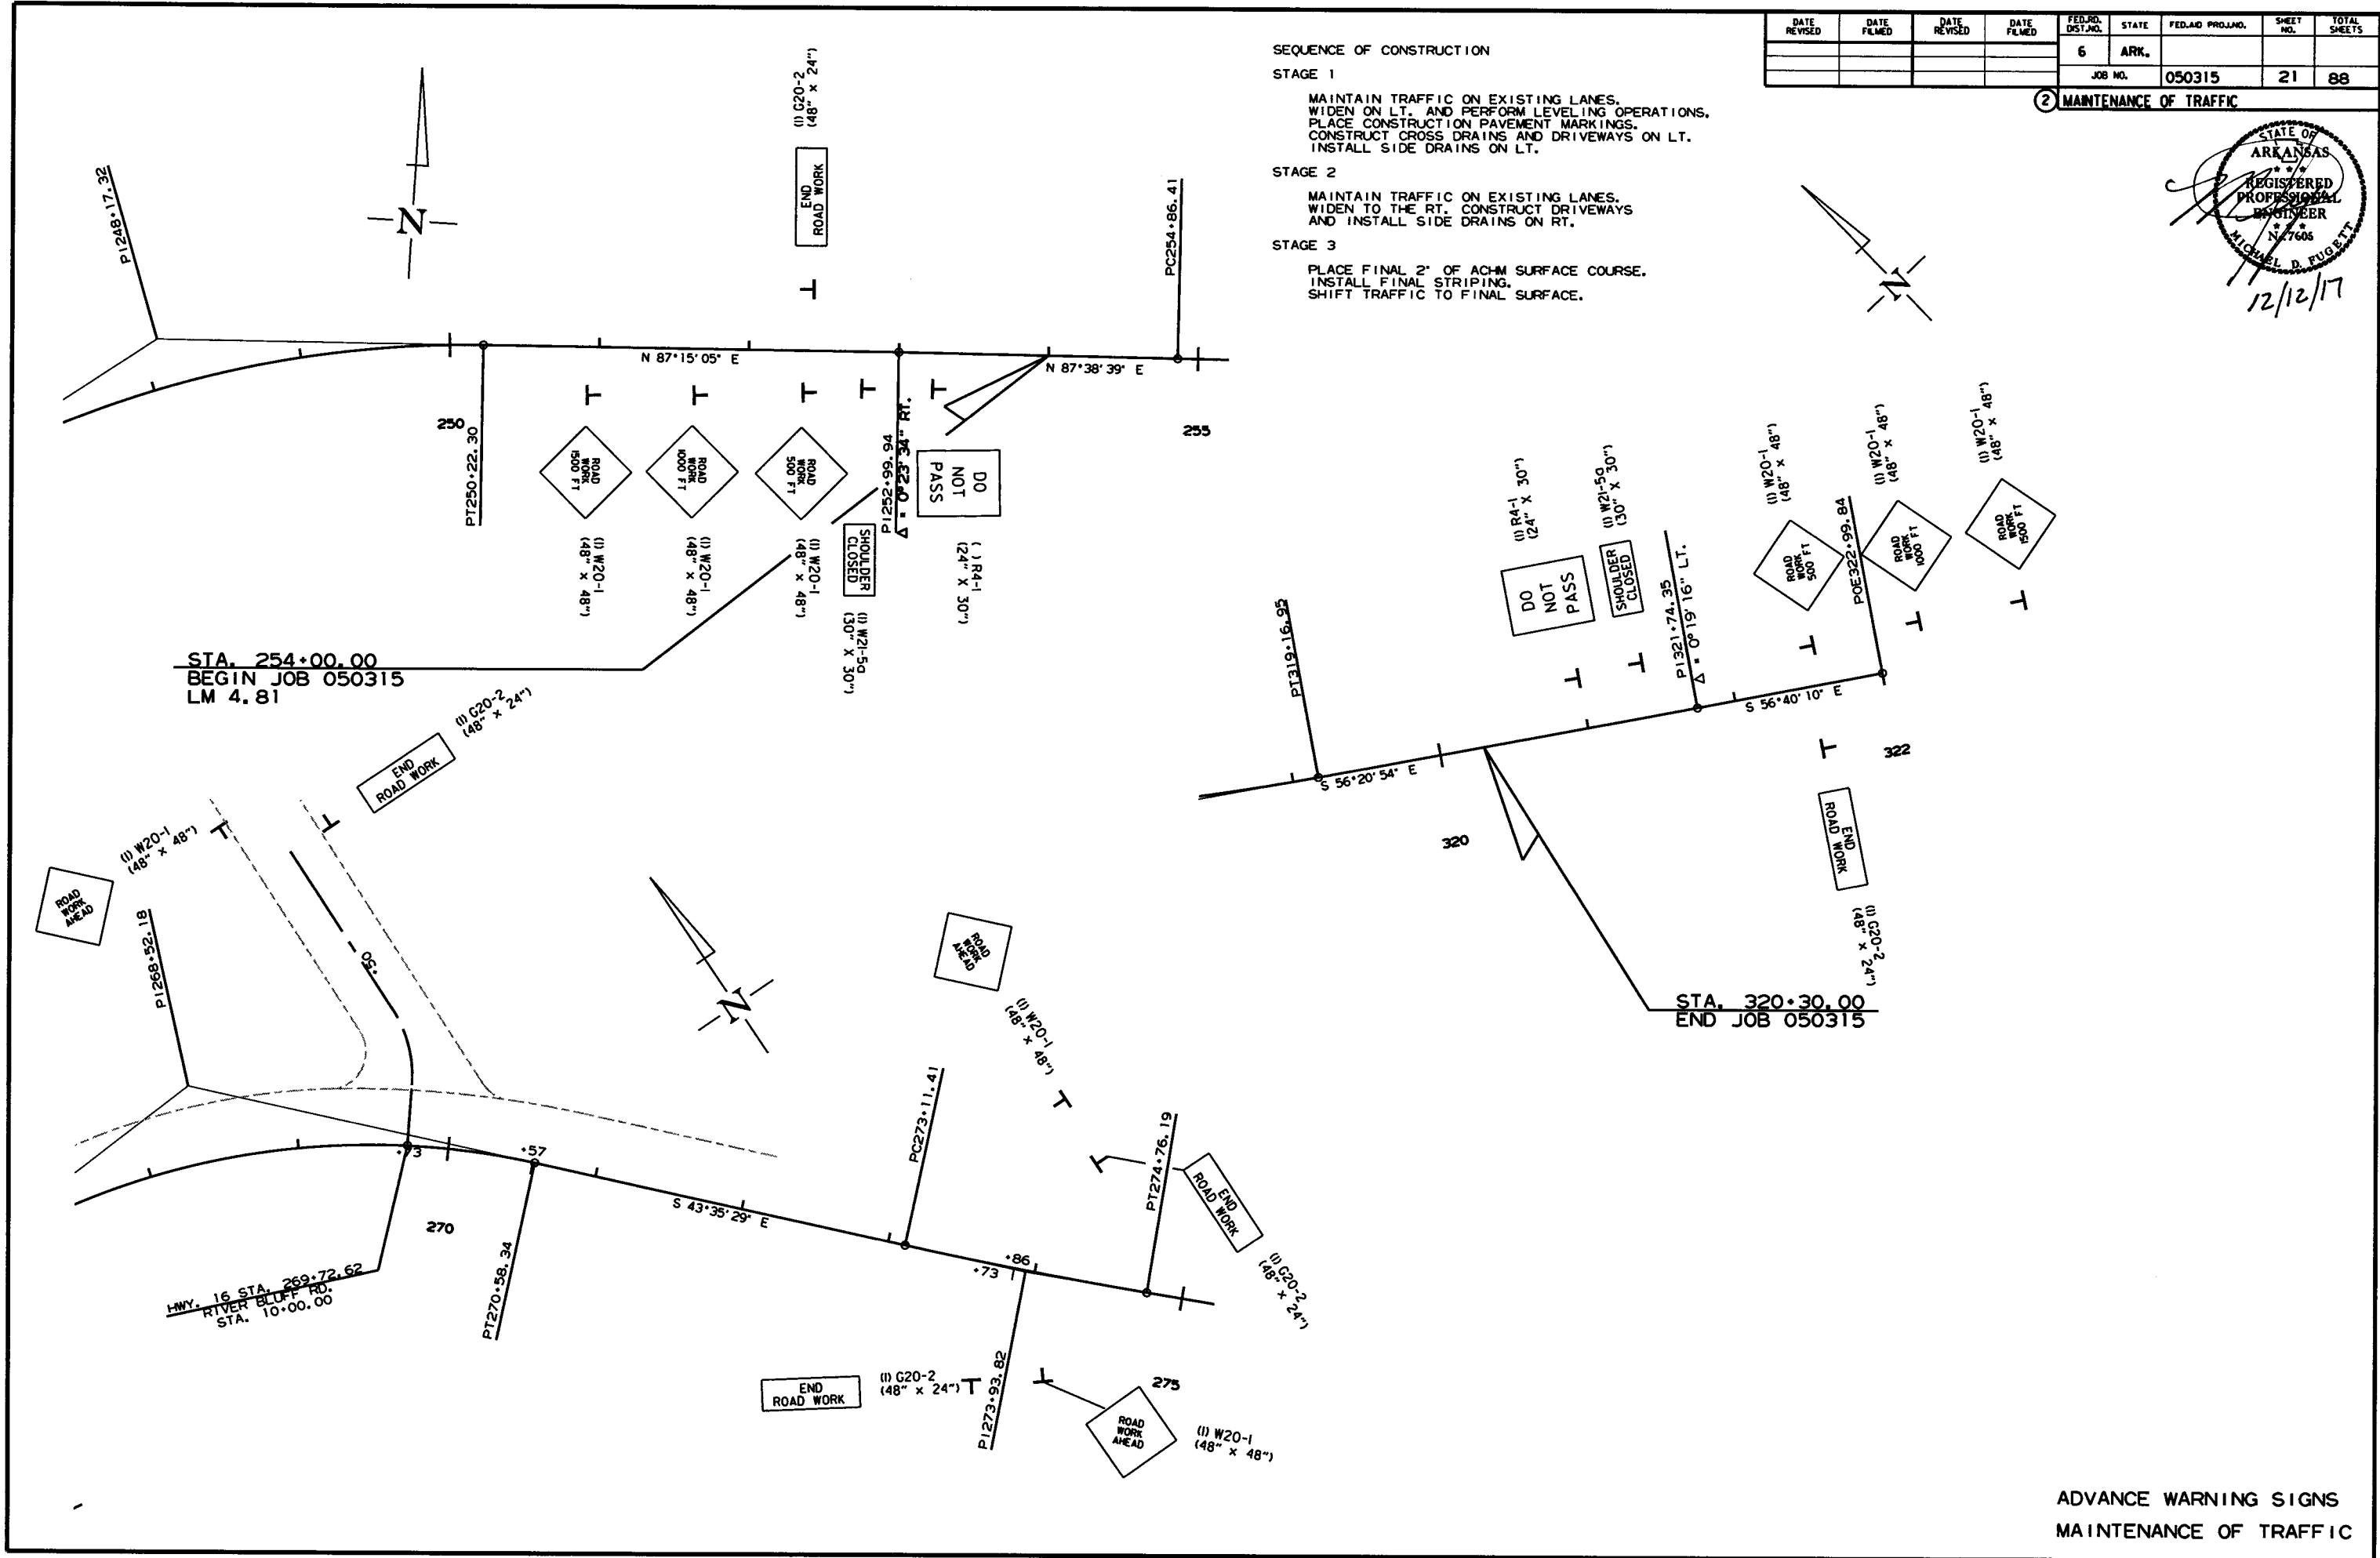 DATE REVISED
DATE FILMED
DATE REVISED
DATE FILMED
FED.RD. DIST.NO.
STATE
FED.AID PROJ.NO.
SHEET NO.
TOTAL SHEETS
6
ARK.
JOB NO.
050315
21
88
2 MAINTENANCE OF TRAFFIC
STATE OF
ARKANSAS
REGISTERED
PROFESSIONAL
ENGINEER
No. 7605
MICHAEL D. FUGETT
12/12/17
SEQUENCE OF CONSTRUCTION
STAGE 1
MAINTAIN TRAFFIC ON EXISTING LANES.
WIDEN ON LT. AND PERFORM LEVELING OPERATIONS.
PLACE CONSTRUCTION PAVEMENT MARKINGS.
CONSTRUCT CROSS DRAINS AND DRIVEWAYS ON LT.
INSTALL SIDE DRAINS ON LT.
STAGE 2
MAINTAIN TRAFFIC ON EXISTING LANES.
WIDEN TO THE RT. CONSTRUCT DRIVEWAYS
AND INSTALL SIDE DRAINS ON RT.
STAGE 3
PLACE FINAL 2" OF ACHM SURFACE COURSE.
INSTALL FINAL STRIPING.
SHIFT TRAFFIC TO FINAL SURFACE.
N
PI248+17.32
(1) G20-2
(48" x 24")
END
ROAD WORK
PC254+86.41
N 87°15'05" E
N 87°38'39" E
250
PT250+22.30
255
ROAD
WORK
1500 FT
(1) W20-1
(48" x 48")
ROAD
WORK
1000 FT
(1) W20-1
(48" x 48")
ROAD
WORK
500 FT
(1) W20-1
(48" x 48")
SHOULDER
CLOSED
(1) W21-5a
(30" X 30")
PI252+99.94
Δ = 0°23'34" RT.
DO
NOT
PASS
( ) R4-1
(24" X 30")
STA. 254+00.00
BEGIN JOB 050315
LM 4.81
N
(1) R4-1
(24" X 30")
DO
NOT
PASS
(1) W21-5a
(30" X 30")
SHOULDER
CLOSED
(1) W20-1
(48" x 48")
ROAD
WORK
500 FT
(1) W20-1
(48" x 48")
ROAD
WORK
1000 FT
(1) W20-1
(48" x 48")
ROAD
WORK
1500 FT
PT319+16.95
PI321+74.35
Δ = 0°19'16" LT.
POE322+99.84
S 56°20'54" E
S 56°40'10" E
320
322
END
ROAD WORK
(1) G20-2
(48" x 24")
STA. 320+30.00
END JOB 050315
(1) G20-2
(48" x 24")
END
ROAD WORK
(1) W20-1
(48" x 48")
ROAD
WORK
AHEAD
PI268+52.18
+50
N
+73
+57
270
HWY. 16 STA. 269+72.62
RIVER BLUFF RD.
STA. 10+00.00
PT270+58.34
S 43°35'29" E
PC273+11.41
ROAD
WORK
AHEAD
(1) W20-1
(48" x 48")
PT274+76.19
END
ROAD WORK
(1) G20-2
(48" x 24")
+86
+73
PI273+93.82
END
ROAD WORK
(1) G20-2
(48" x 24")
275
ROAD
WORK
AHEAD
(1) W20-1
(48" x 48")
ADVANCE WARNING SIGNS
MAINTENANCE OF TRAFFIC